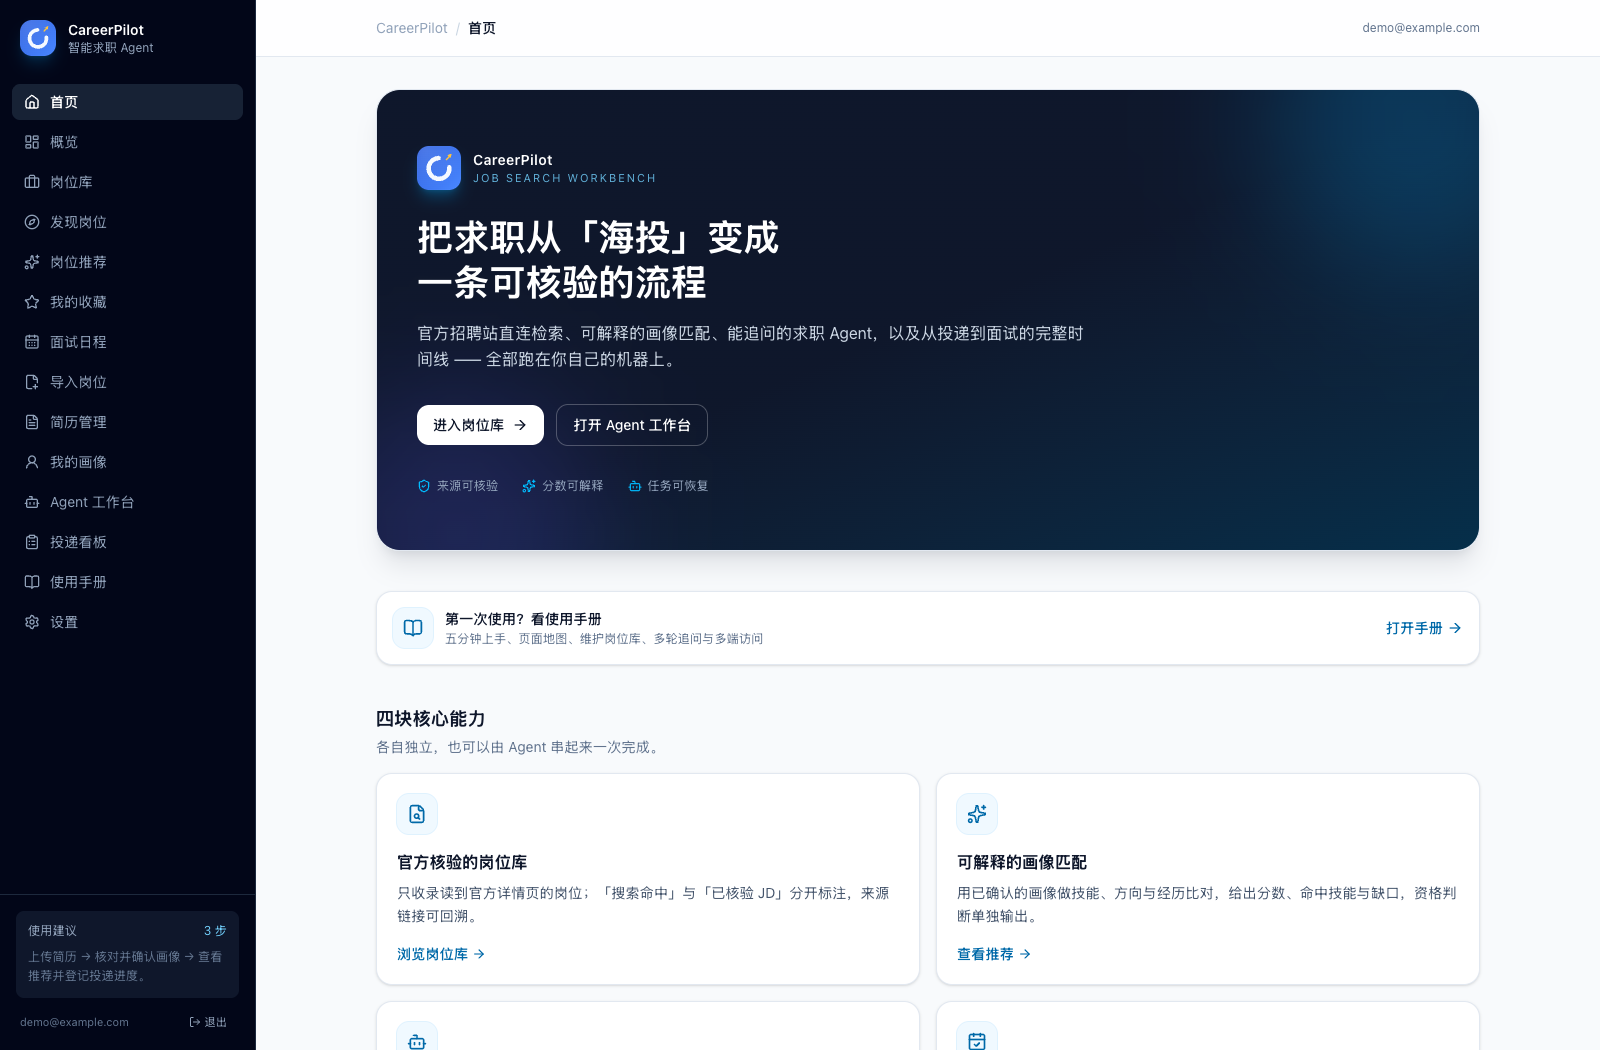 CareerPilot
智能求职 Agent
首页
概览
岗位库
发现岗位
岗位推荐
我的收藏
面试日程
导入岗位
简历管理
我的画像
Agent 工作台
投递看板
使用手册
设置
使用建议
3 步
上传简历 → 核对并确认画像 → 查看
推荐并登记投递进度。
demo@example.com
退出
CareerPilot / 首页
demo@example.com
CareerPilot
JOB SEARCH WORKBENCH
把求职从「海投」变成
一条可核验的流程
官方招聘站直连检索、可解释的画像匹配、能追问的求职 Agent，以及从投递到面试的完整时
间线 —— 全部跑在你自己的机器上。
进入岗位库 →
打开 Agent 工作台
来源可核验
分数可解释
任务可恢复
第一次使用？看使用手册
五分钟上手、页面地图、维护岗位库、多轮追问与多端访问
打开手册 →
四块核心能力
各自独立，也可以由 Agent 串起来一次完成。
官方核验的岗位库
只收录读到官方详情页的岗位；「搜索命中」与「已核验 JD」分开标注，来源
链接可回溯。
浏览岗位库 →
可解释的画像匹配
用已确认的画像做技能、方向与经历比对，给出分数、命中技能与缺口，资格判
断单独输出。
查看推荐 →